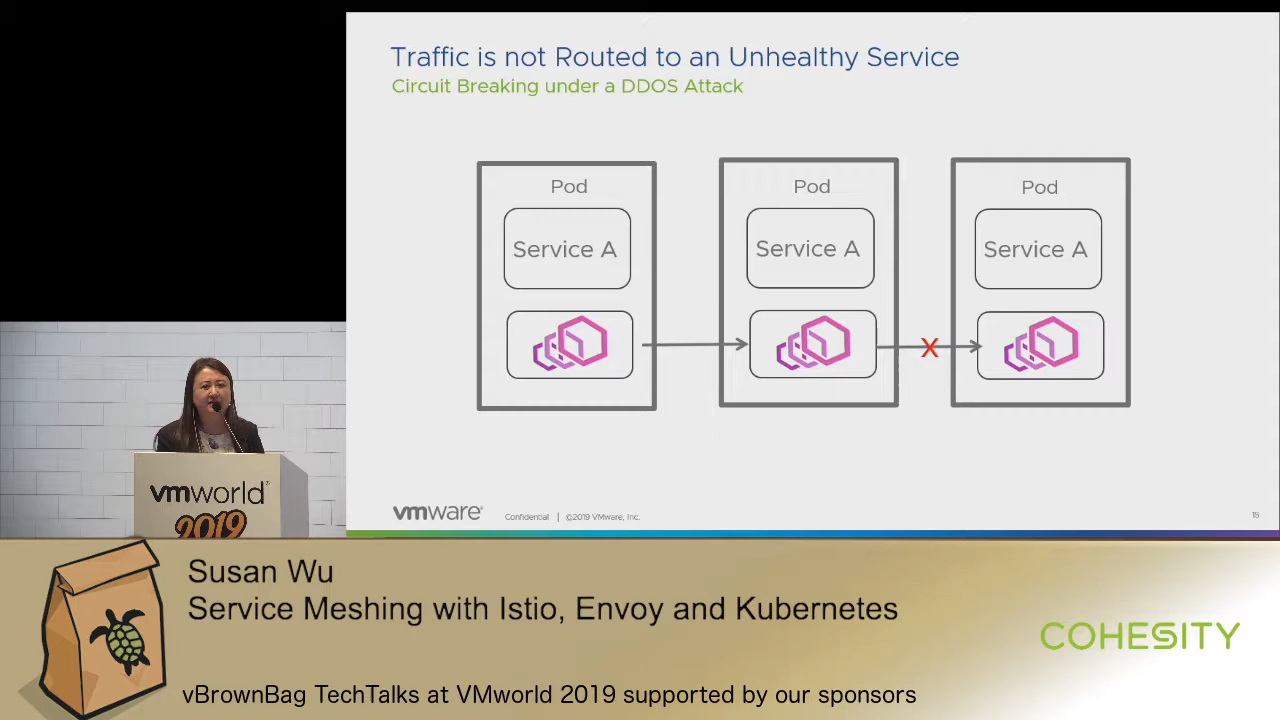 Traffic is not Routed to an Unhealthy Service
Circuit Breaking under a DDOS Attack
Pod
Pod
Pod
Service A
Service A
Service A
X
vmware
Confidential | ©2019 VMware, Inc.
15
vmworld
2019
Susan Wu
Service Meshing with Istio, Envoy and Kubernetes
COHESITY
vBrownBag TechTalks at VMworld 2019 supported by our sponsors